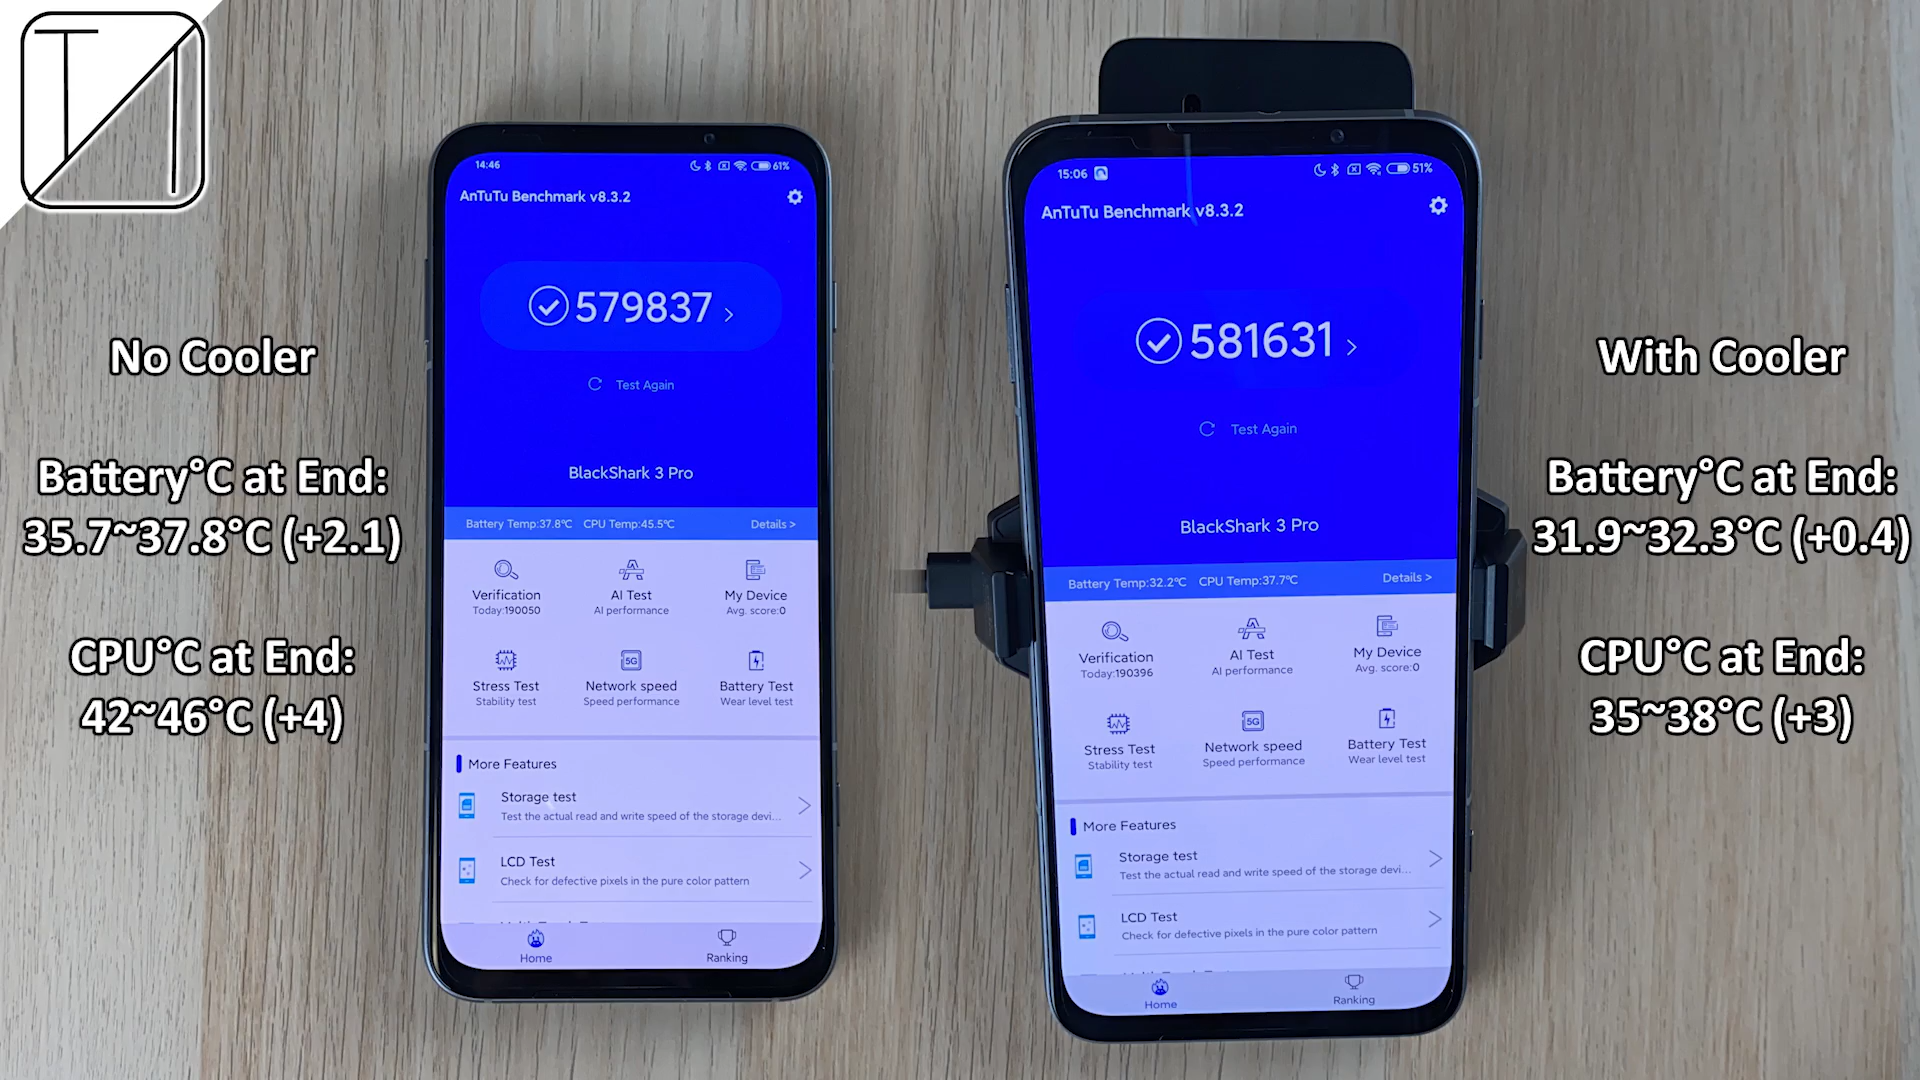 T
No Cooler
Battery°C at End:
35.7~37.8°C (+2.1)
CPU°C at End:
42~46°C (+4)
14:46
61%
AnTuTu Benchmark v8.3.2
579837 >
Test Again
BlackShark 3 Pro
Battery Temp:37.8°C CPU Temp:45.5°C Details >
Verification
Today:190050
AI Test
AI performance
My Device
Avg. score:0
Stress Test
Stability test
5G
Network speed
Speed performance
Battery Test
Wear level test
More Features
Storage test
Test the actual read and write speed of the storage devi...
LCD Test
Check for defective pixels in the pure color pattern
Home
Ranking
15:06
51%
AnTuTu Benchmark v8.3.2
581631 >
Test Again
BlackShark 3 Pro
Battery Temp:32.2°C CPU Temp:37.7°C Details >
Verification
Today:190396
AI Test
AI performance
My Device
Avg. score:0
Stress Test
Stability test
5G
Network speed
Speed performance
Battery Test
Wear level test
More Features
Storage test
Test the actual read and write speed of the storage devi...
LCD Test
Check for defective pixels in the pure color pattern
Home
Ranking
With Cooler
Battery°C at End:
31.9~32.3°C (+0.4)
CPU°C at End:
35~38°C (+3)